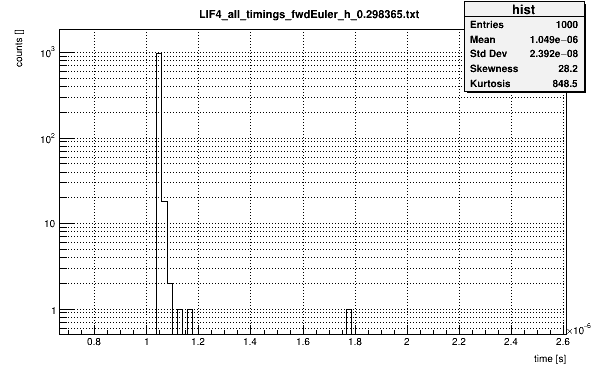 LIF4_all_timings_fwdEuler_h_0.298365.txt
hist
Entries 1000
Mean 1.049e−06
Std Dev 2.392e−08
Skewness 28.2
Kurtosis 848.5
counts []
10³
10²
10
1
0.8 1 1.2 1.4 1.6 1.8 2 2.2 2.4 2.6
×10⁻⁶
time [s]